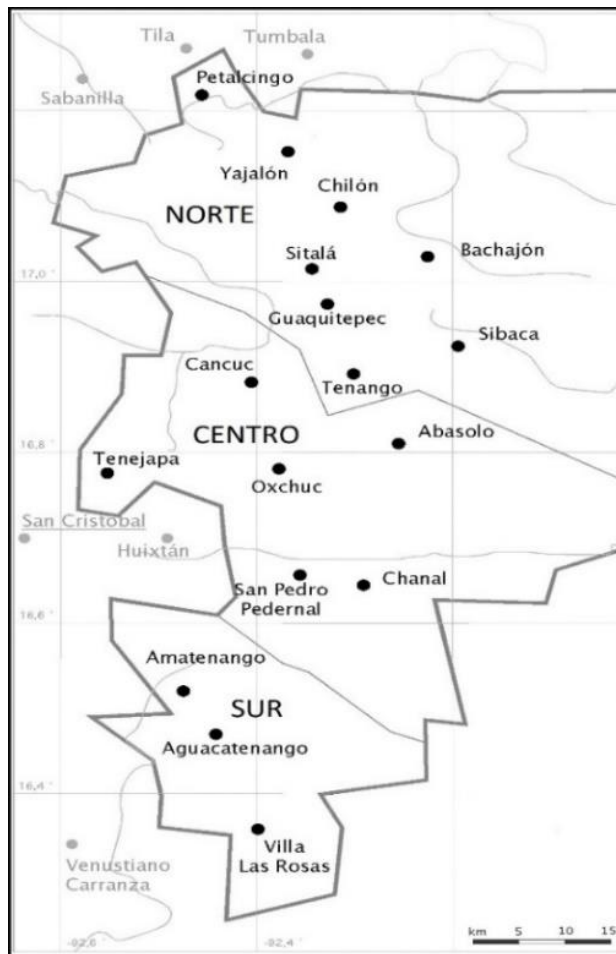 Tila
Tumbala
Petalcingo
Sabanilla
Yajalón
Chilón
NORTE
Sitalá
Bachajón
17,0 °
Guaquitepec
Sibaca
Cancuc
Tenango
CENTRO
Abasolo
16,8 °
Tenejapa
Oxchuc
San Cristobal
Huixtán
San Pedro
Pedernal
Chanal
16,6 °
Amatenango
SUR
Aguacatenango
16,4 °
Villa
Las Rosas
Venustiano
Carranza
-92,6 °
-92,4 °
km 5 10 15